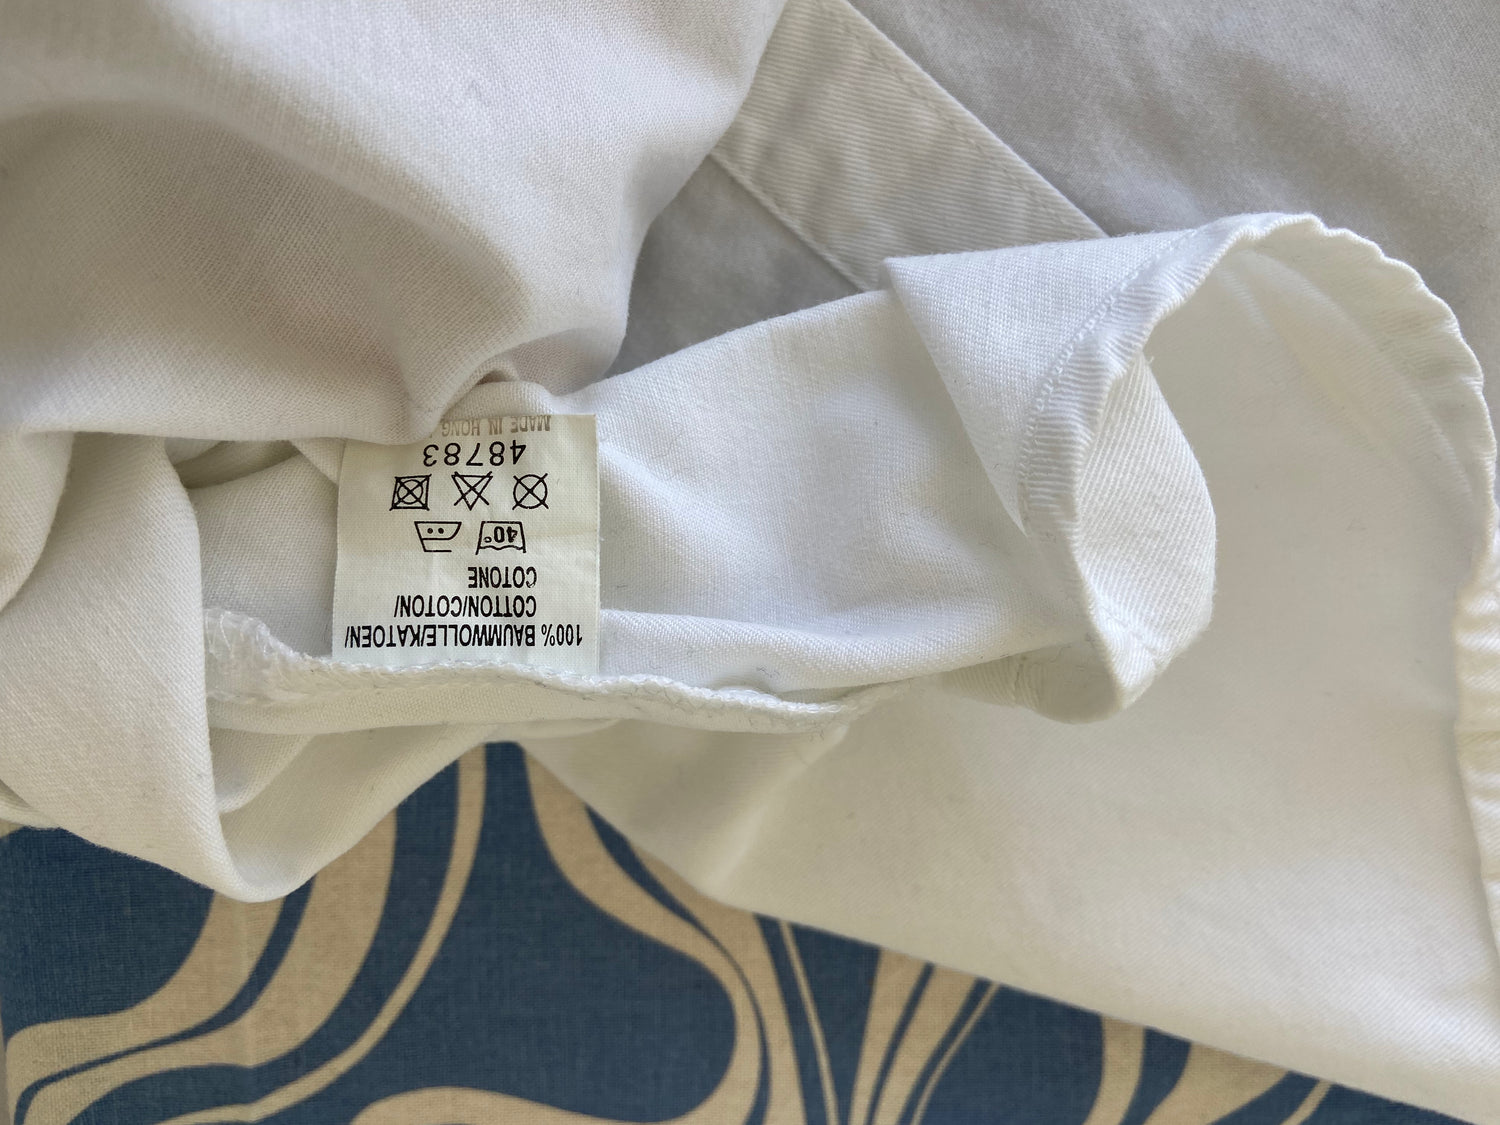 100% BAUMWOLLE/KATOEN/
COTTON/COTON/
COTONE
40°
48783
MADE IN HONG